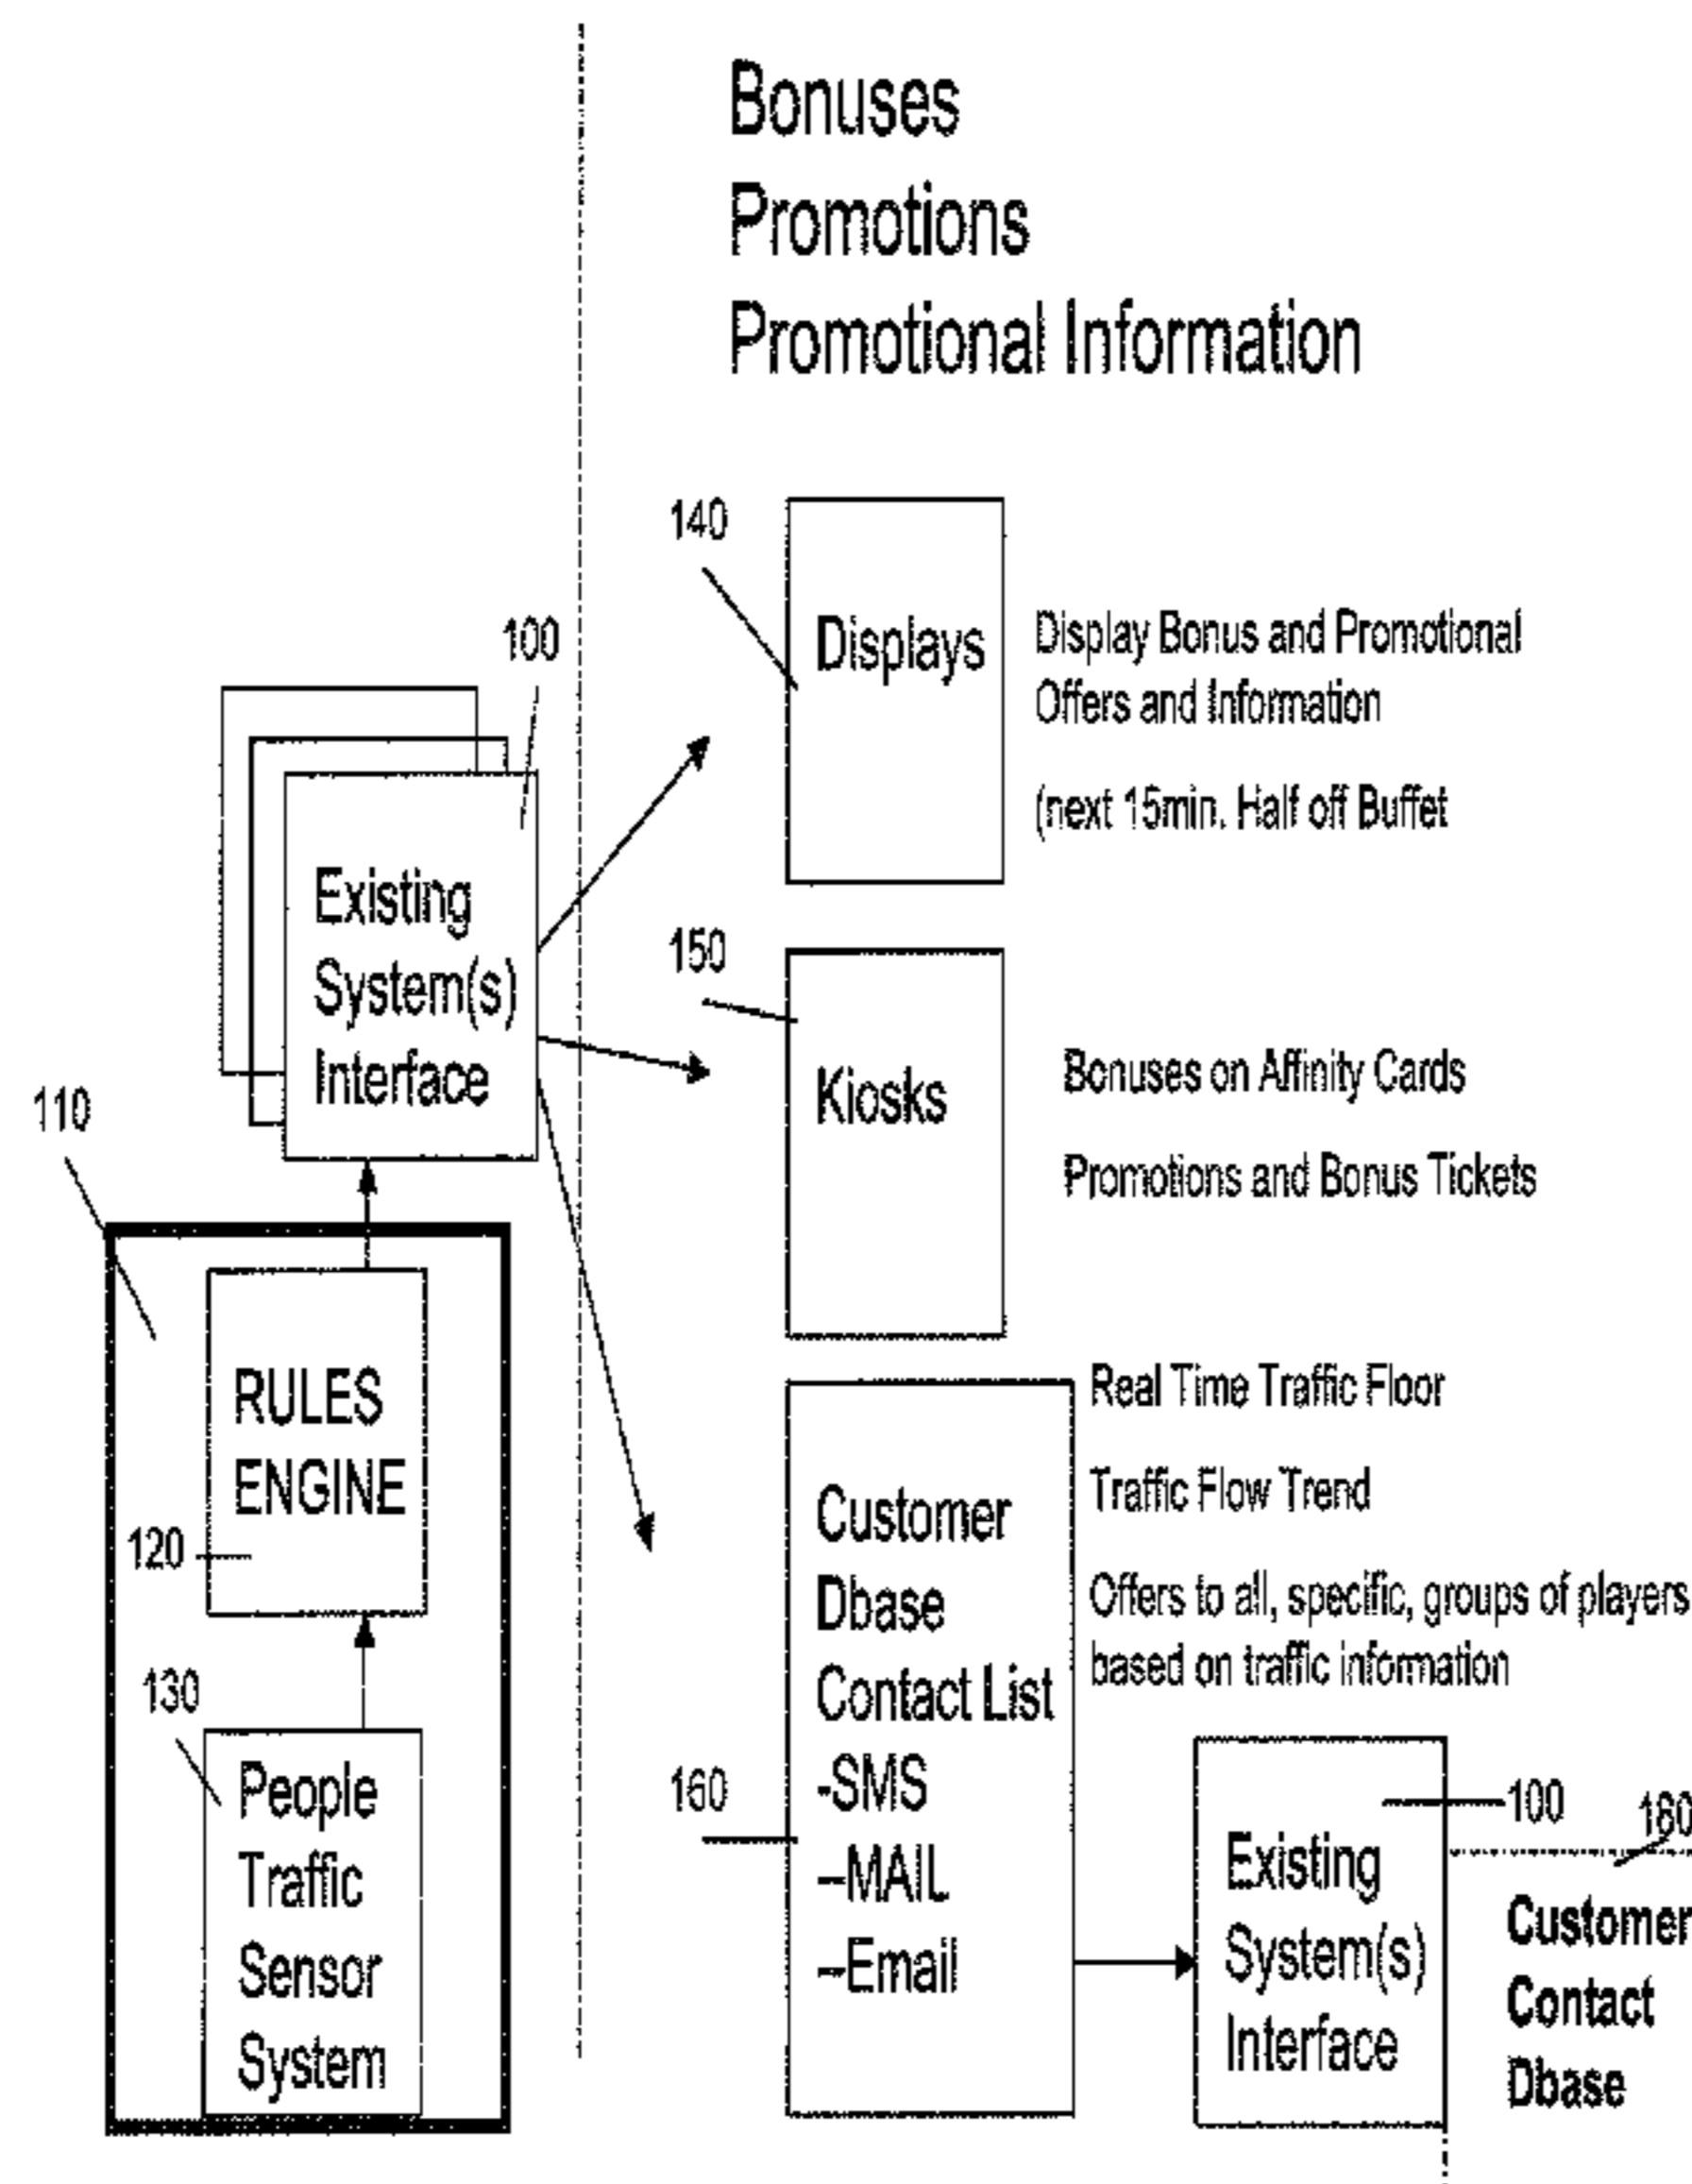 Bonuses
Promotions
Promotional Information
140
Displays
Display Bonus and Promotional
Offers and Information
(next 15min. Half off Buffet
100
Existing
System(s)
Interface
150
Kiosks
Bonuses on Affinity Cards
Promotions and Bonus Tickets
110
RULES
ENGINE
120
130
People
Traffic
Sensor
System
160
Customer
Dbase
Contact List
-SMS
--MAIL
--Email
Real Time Traffic Floor
Traffic Flow Trend
Offers to all, specific, groups of players
based on traffic information
100
Existing
System(s)
Interface
160
Customer
Contact
Dbase